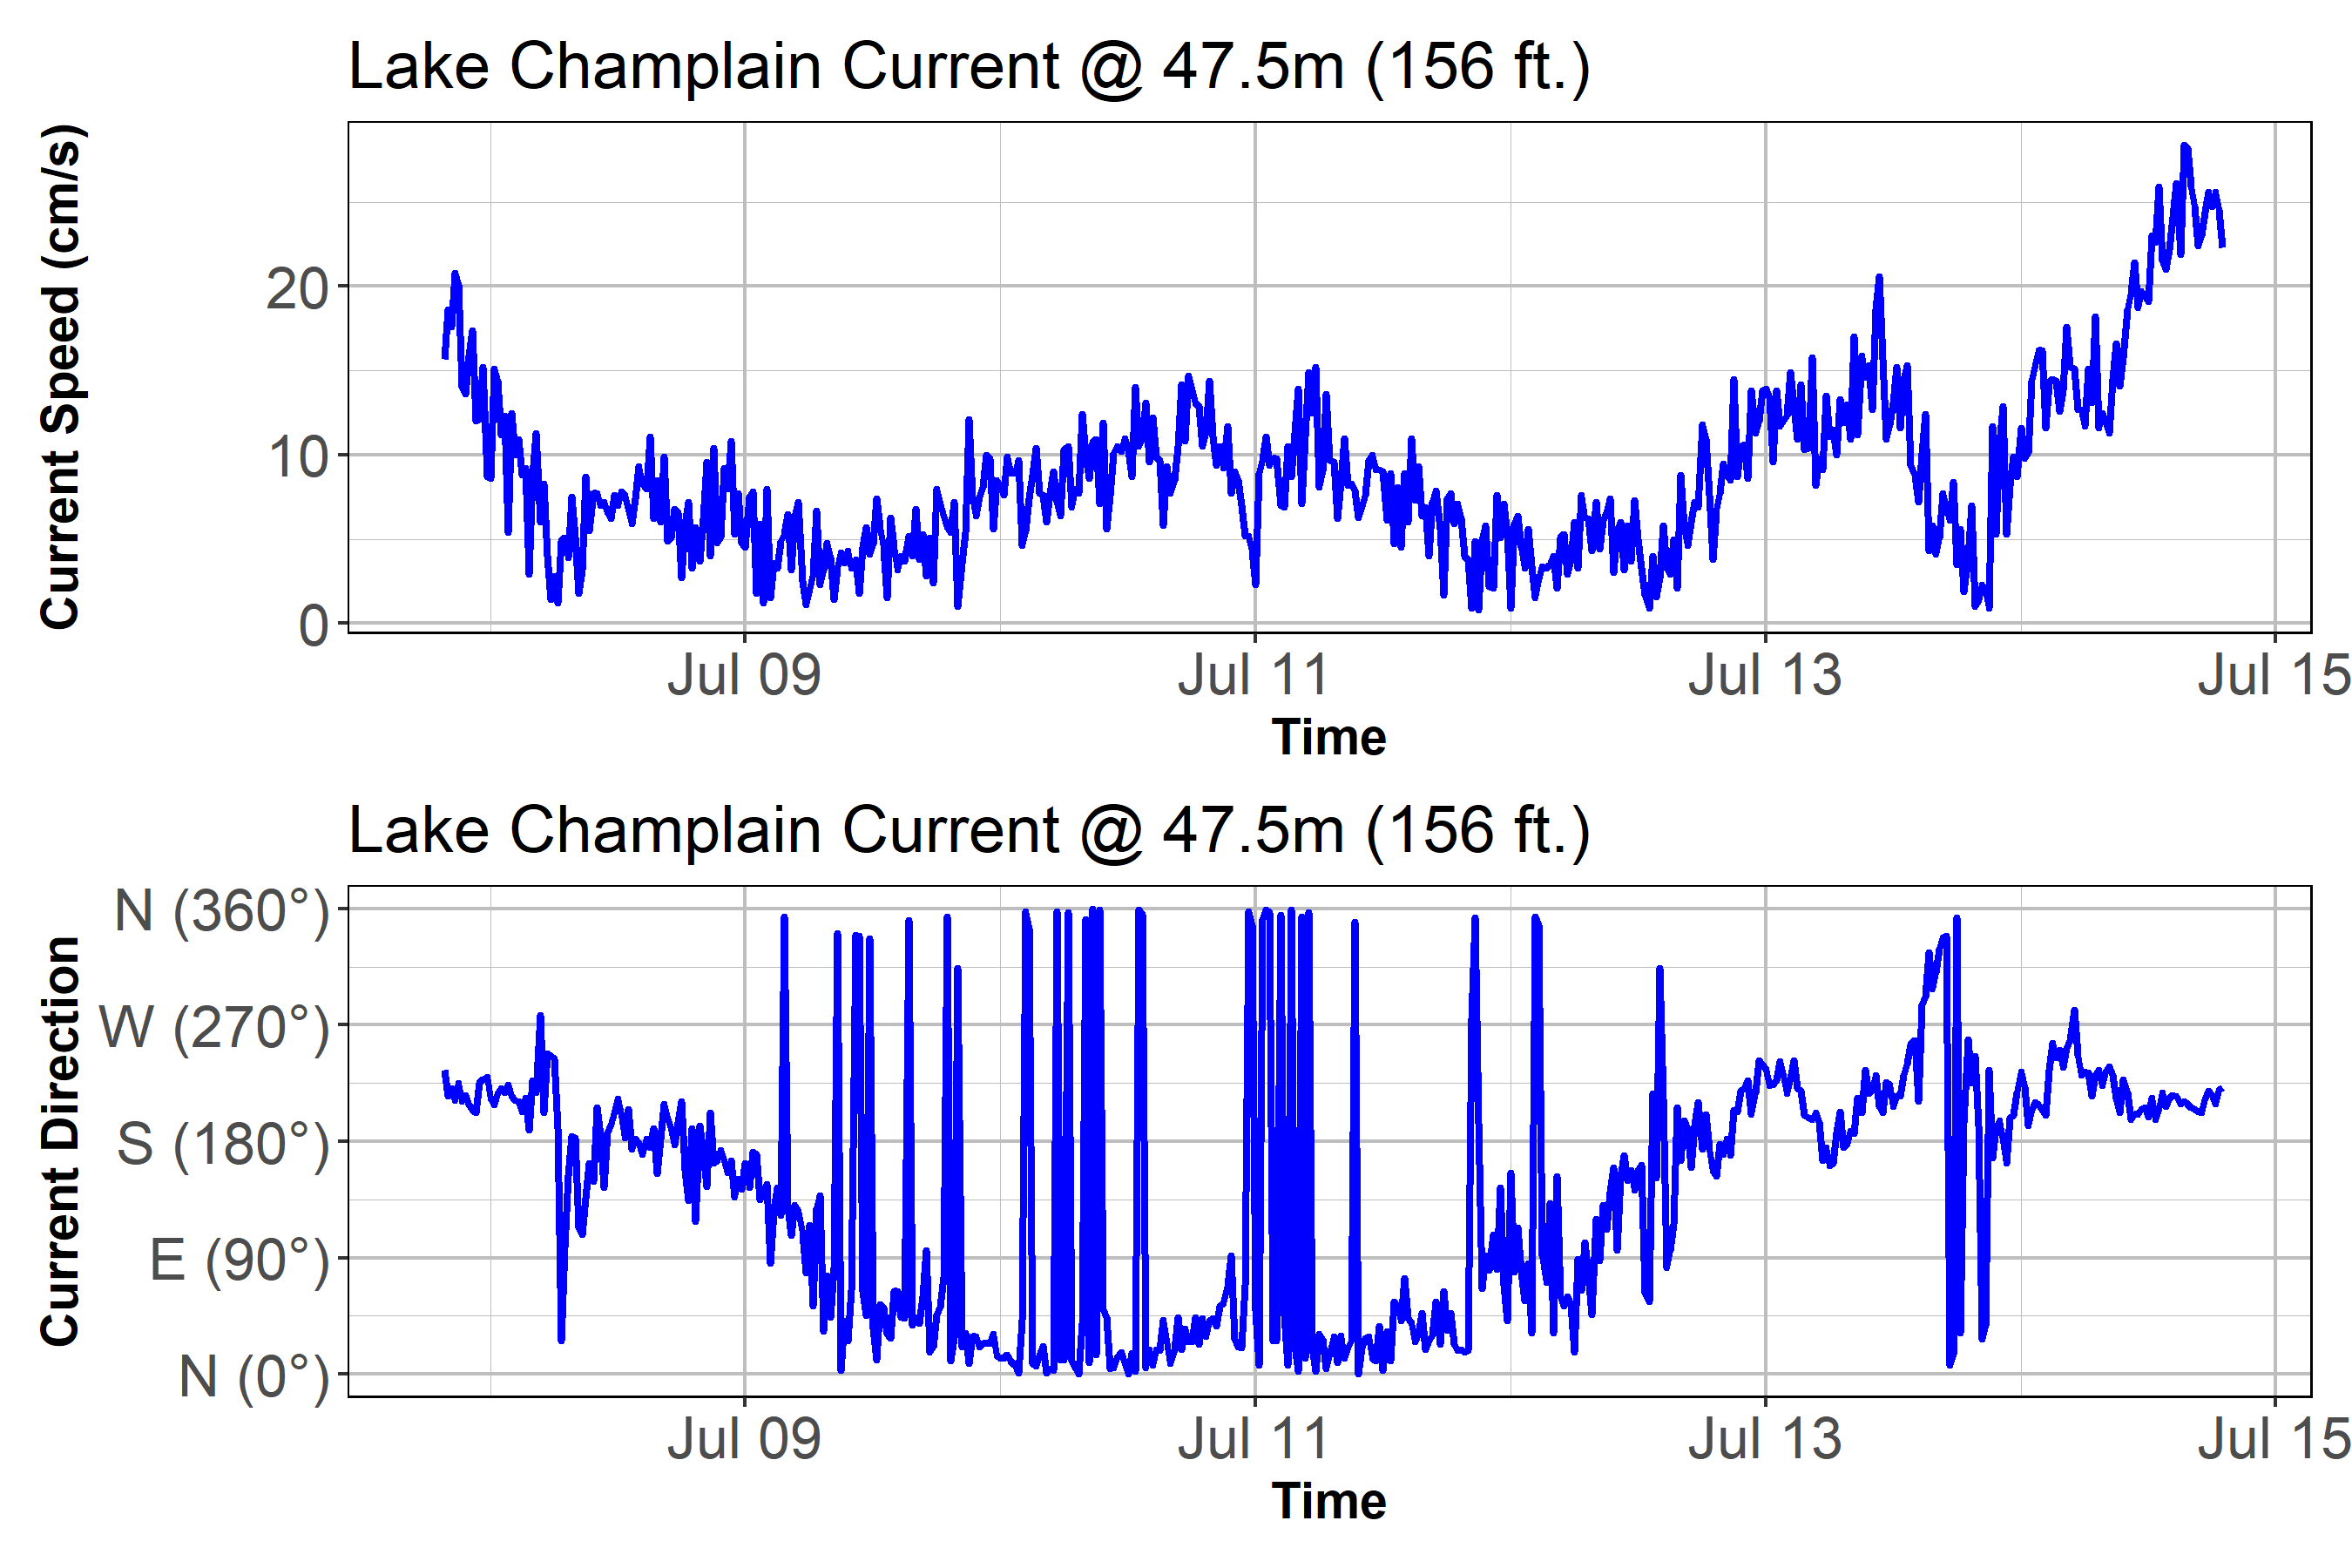 Lake Champlain Current @ 47.5m (156 ft.)
Current Speed (cm/s)
20
10
0
Jul 09 Jul 11 Jul 13 Jul 15
Time
Lake Champlain Current @ 47.5m (156 ft.)
Current Direction
N (360°)
W (270°)
S (180°)
E (90°)
N (0°)
Jul 09 Jul 11 Jul 13 Jul 15
Time